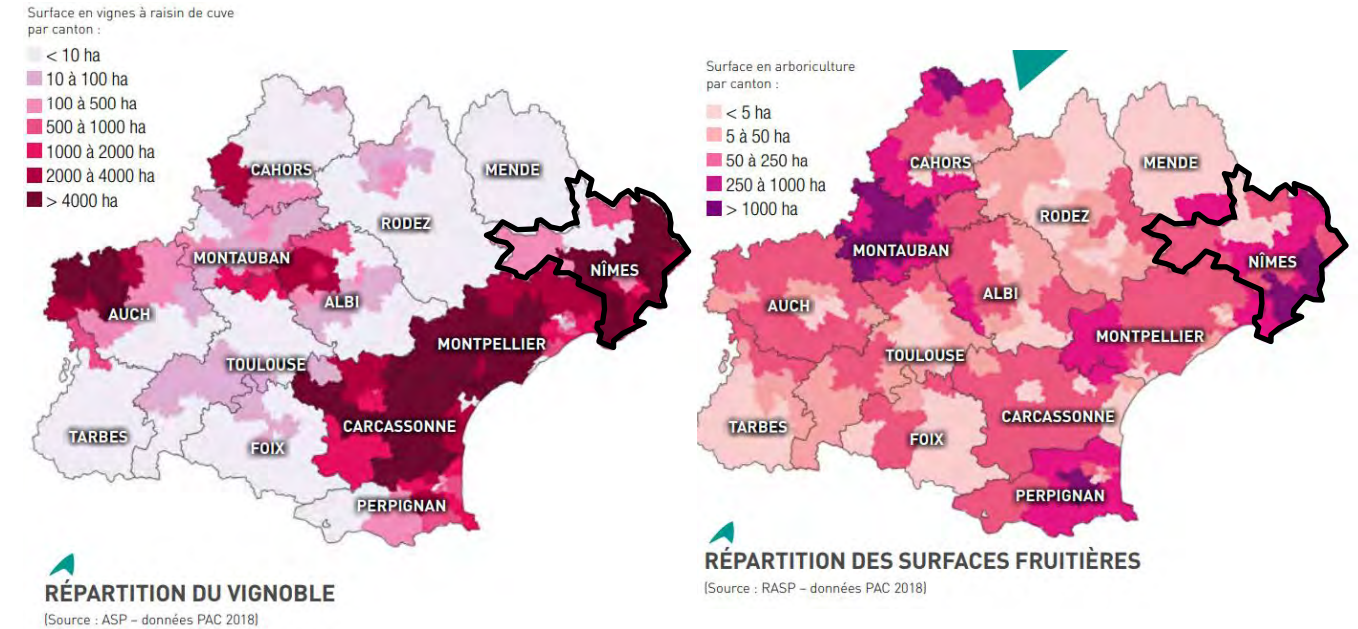 Surface en vignes à raisin de cuve
par canton :
< 10 ha
10 à 100 ha
100 à 500 ha
500 à 1000 ha
1000 à 2000 ha
2000 à 4000 ha
> 4000 ha
CAHORS
MENDE
RODEZ
MONTAUBAN
NÎMES
ALBI
AUCH
MONTPELLIER
TOULOUSE
CARCASSONNE
TARBES
FOIX
PERPIGNAN
RÉPARTITION DU VIGNOBLE
(Source : ASP – données PAC 2018)
Surface en arboriculture
par canton :
< 5 ha
5 à 50 ha
50 à 250 ha
250 à 1000 ha
> 1000 ha
CAHORS
MENDE
RODEZ
MONTAUBAN
NÎMES
ALBI
AUCH
MONTPELLIER
TOULOUSE
CARCASSONNE
TARBES
FOIX
PERPIGNAN
RÉPARTITION DES SURFACES FRUITIÈRES
(Source : RASP – données PAC 2018)